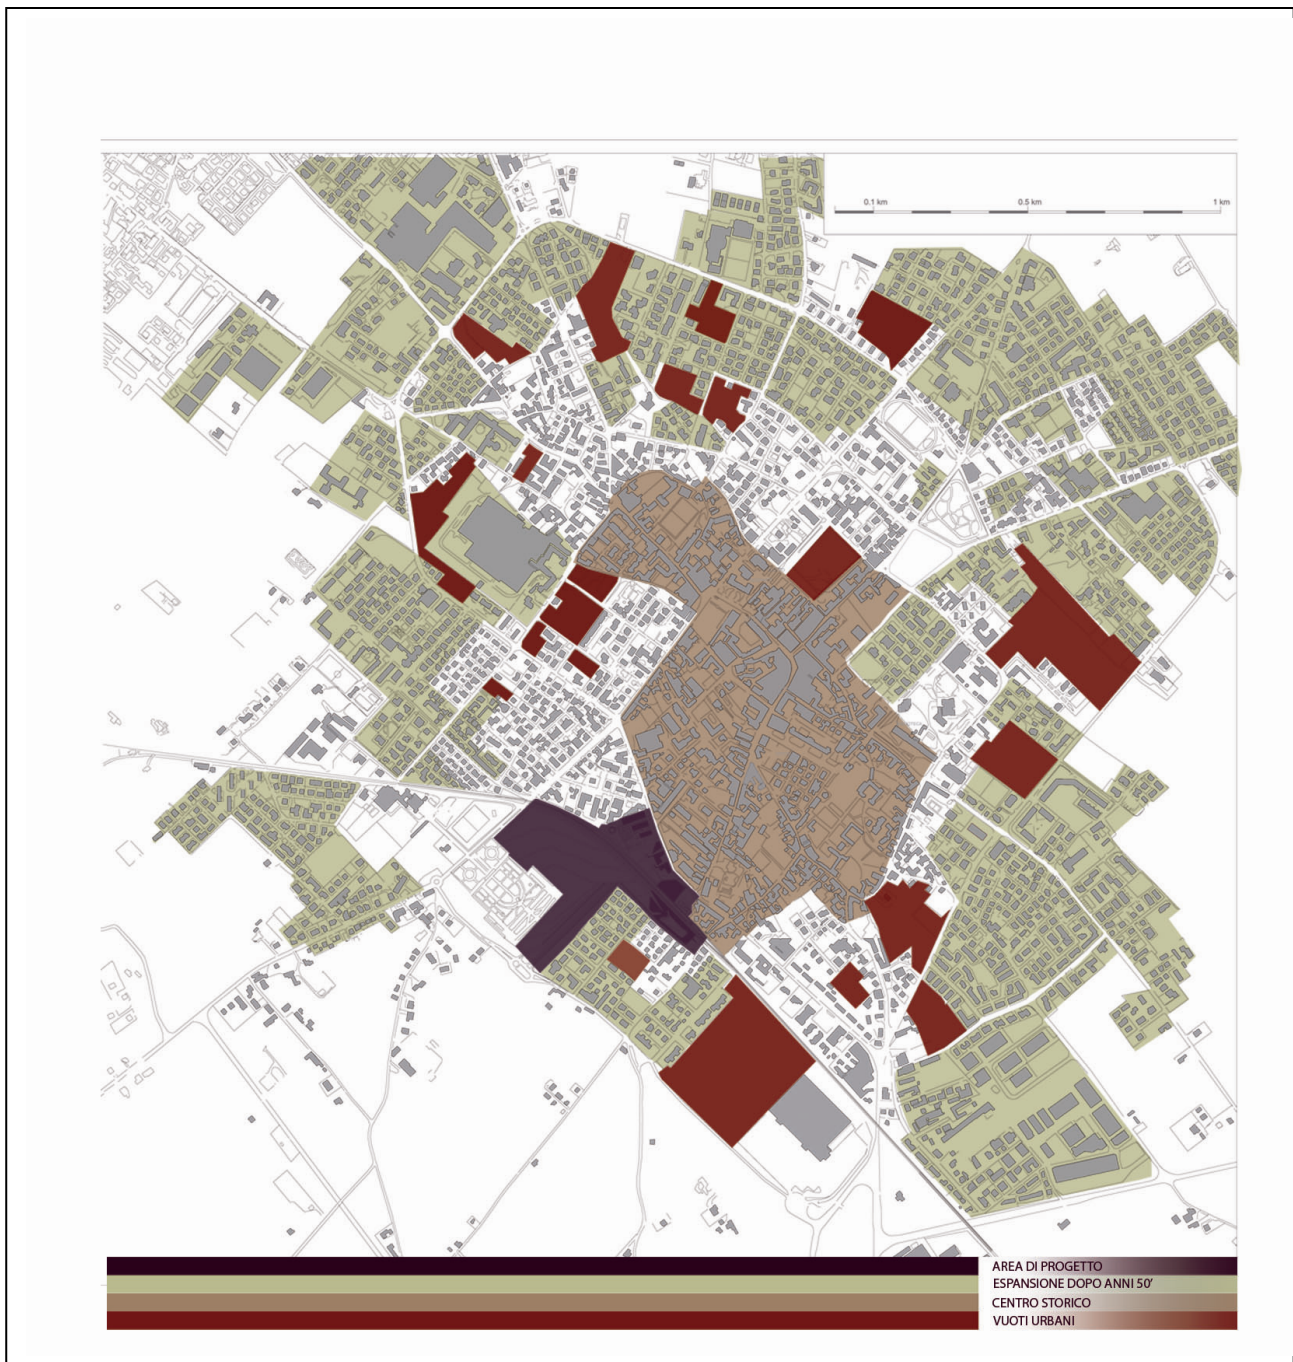 0.1 km 0.5 km 1 km
AREA DI PROGETTO
ESPANSIONE DOPO ANNI 50'
CENTRO STORICO
VUOTI URBANI